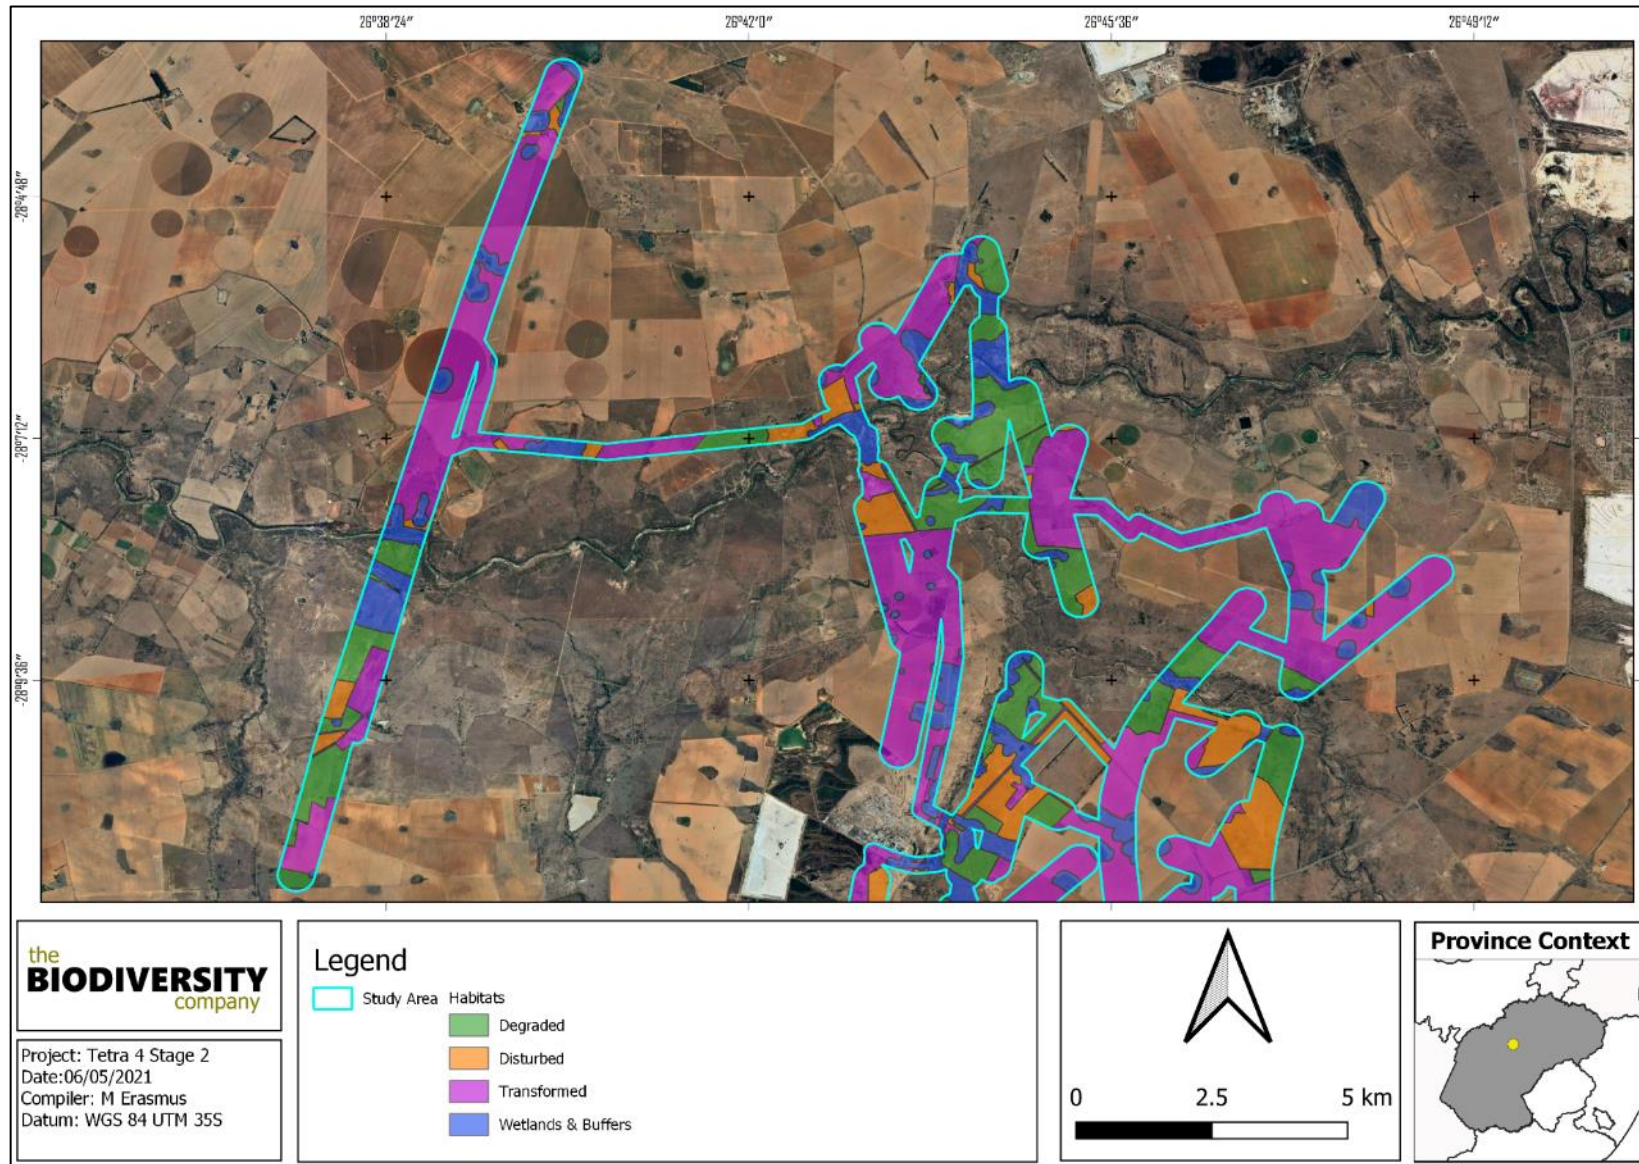 26°38'24" 26°42'0" 26°45'36" 26°49'12"
-28°4'48"
-28°7'12"
-28°9'36"
the
BIODIVERSITY
company
Project: Tetra 4 Stage 2
Date:06/05/2021
Compiler: M Erasmus
Datum: WGS 84 UTM 35S
Legend
Study Area Habitats
Degraded
Disturbed
Transformed
Wetlands & Buffers
0 2.5 5 km
Province Context